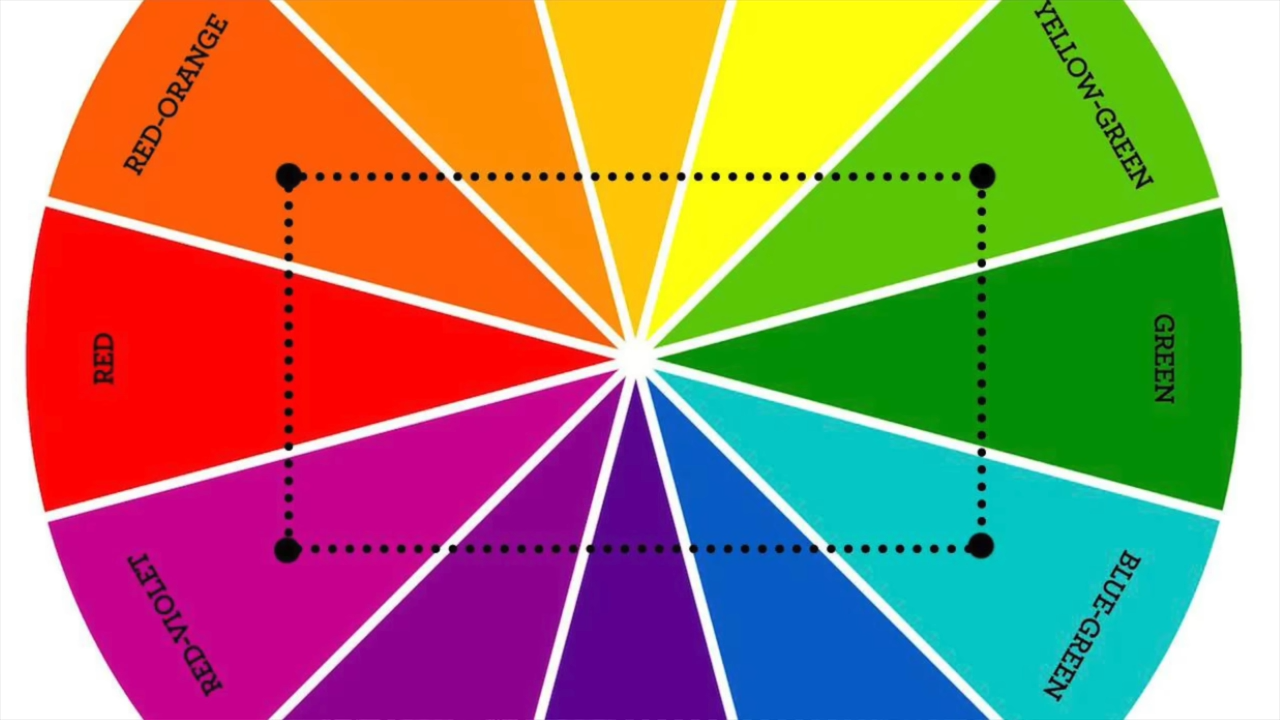 RED-ORANGE
YELLOW-GREEN
RED
GREEN
RED-VIOLET
BLUE-GREEN